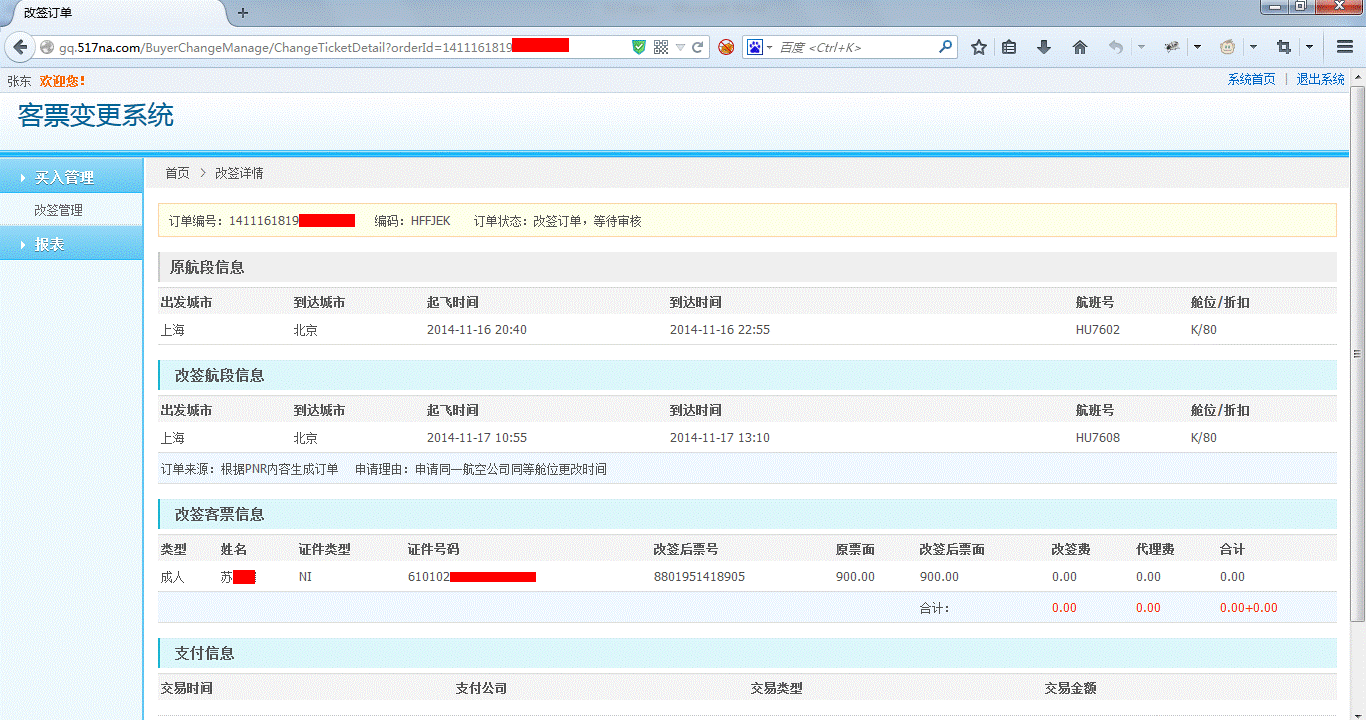 改签订单
gq.517na.com/BuyerChangeManage/ChangeTicketDetail?orderId=1411161819
百度 <Ctrl+K>
张东 欢迎您! 系统首页 | 退出系统
客票变更系统
买入管理
改签管理
报表
首页 > 改签详情
订单编号：1411161819 编码：HFFJEK 订单状态：改签订单，等待审核
原航段信息
出发城市 到达城市 起飞时间 到达时间 航班号 舱位/折扣
上海 北京 2014-11-16 20:40 2014-11-16 22:55 HU7602 K/80
改签航段信息
出发城市 到达城市 起飞时间 到达时间 航班号 舱位/折扣
上海 北京 2014-11-17 10:55 2014-11-17 13:10 HU7608 K/80
订单来源：根据PNR内容生成订单 申请理由：申请同一航空公司同等舱位更改时间
改签客票信息
类型 姓名 证件类型 证件号码 改签后票号 原票面 改签后票面 改签费 代理费 合计
成人 苏 NI 610102 8801951418905 900.00 900.00 0.00 0.00 0.00
合计： 0.00 0.00 0.00+0.00
支付信息
交易时间 支付公司 交易类型 交易金额